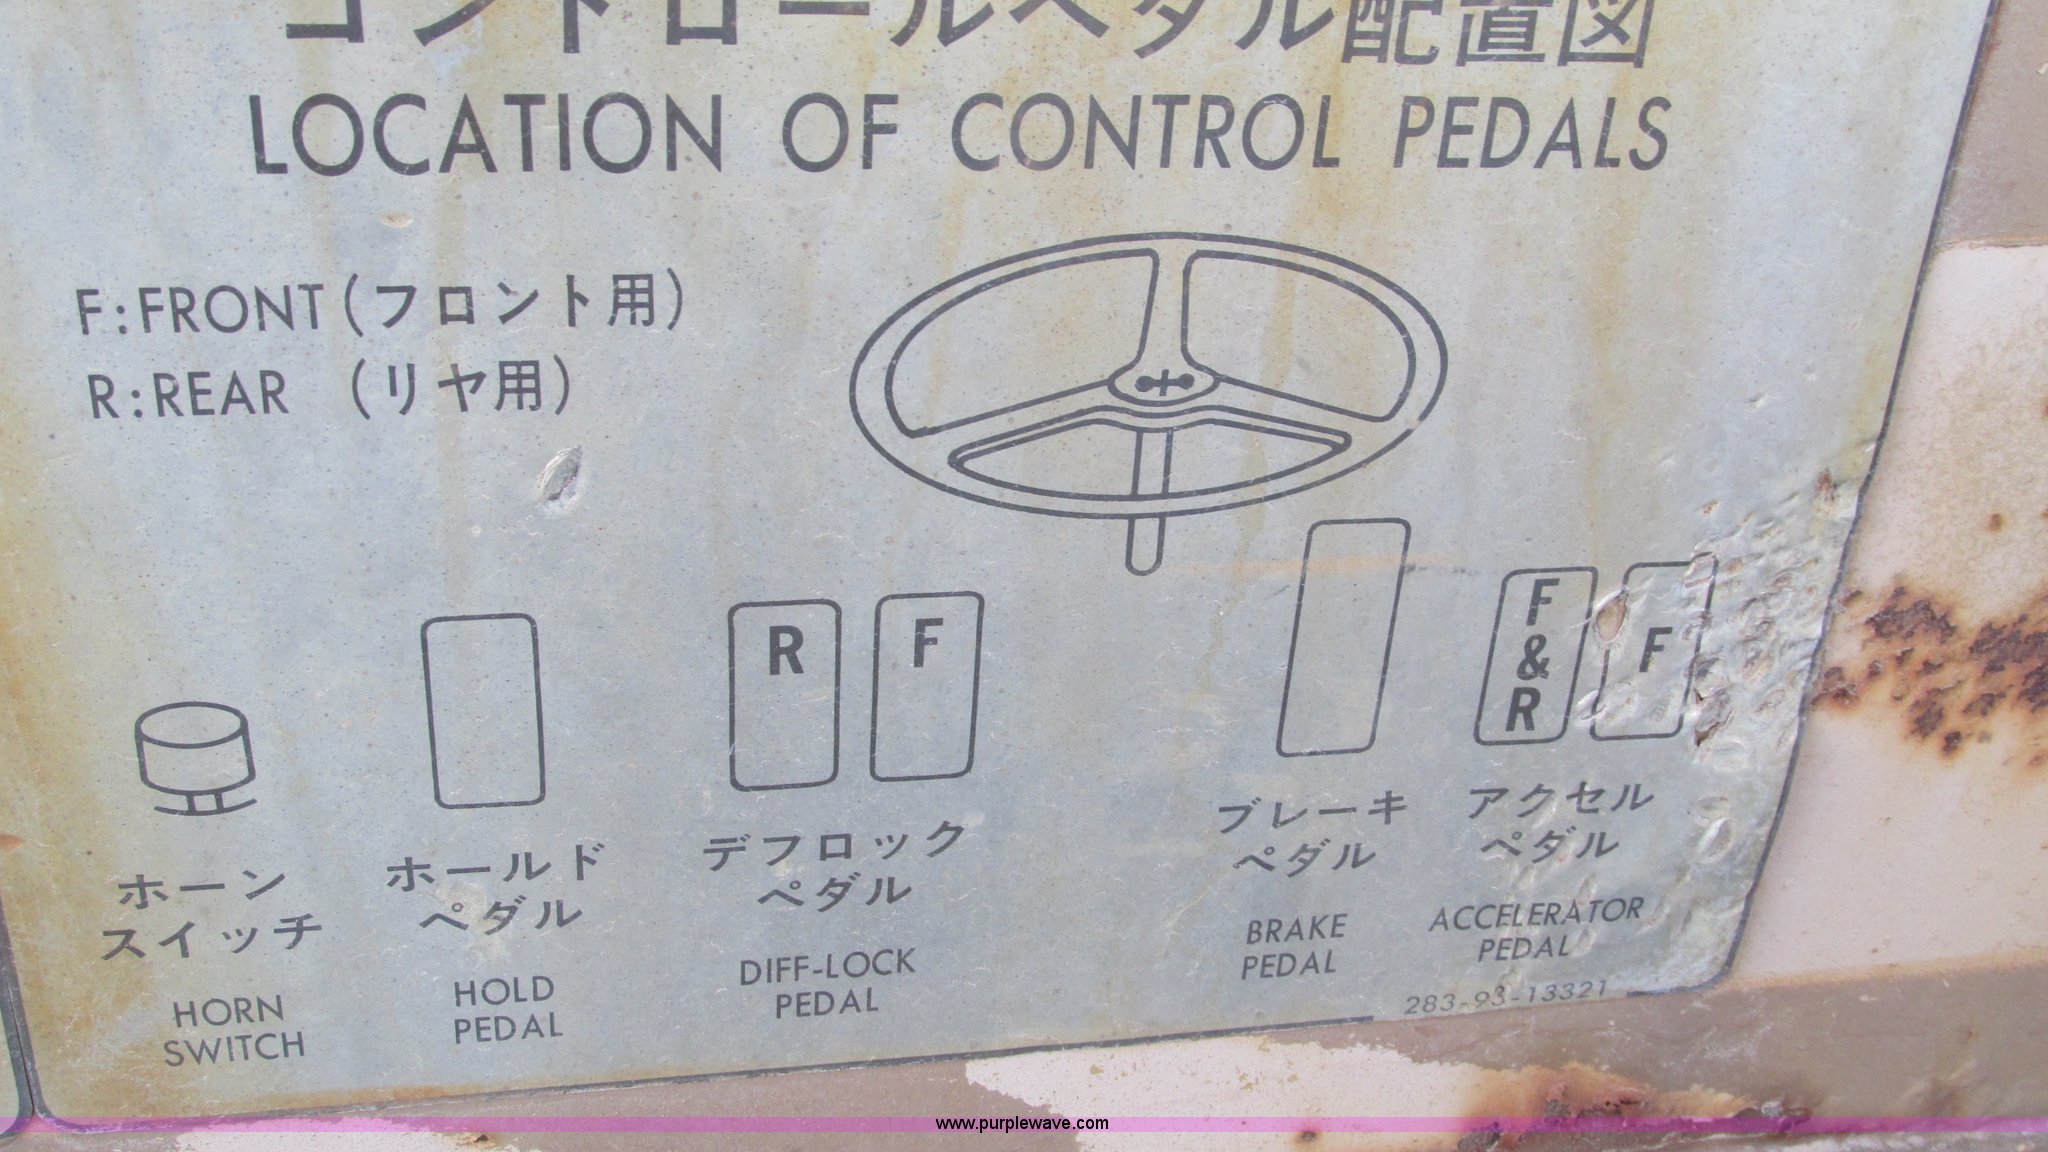 コントロールペダル配置図
LOCATION OF CONTROL PEDALS
F:FRONT(フロント用)
R:REAR (リヤ用)
R
F
F
&
R
F
ホーン
スイッチ
HORN
SWITCH
ホールド
ペダル
HOLD
PEDAL
デフロック
ペダル
DIFF-LOCK
PEDAL
ブレーキ
ペダル
BRAKE
PEDAL
アクセル
ペダル
ACCELERATOR
PEDAL
283-93-13321
www.purplewave.com